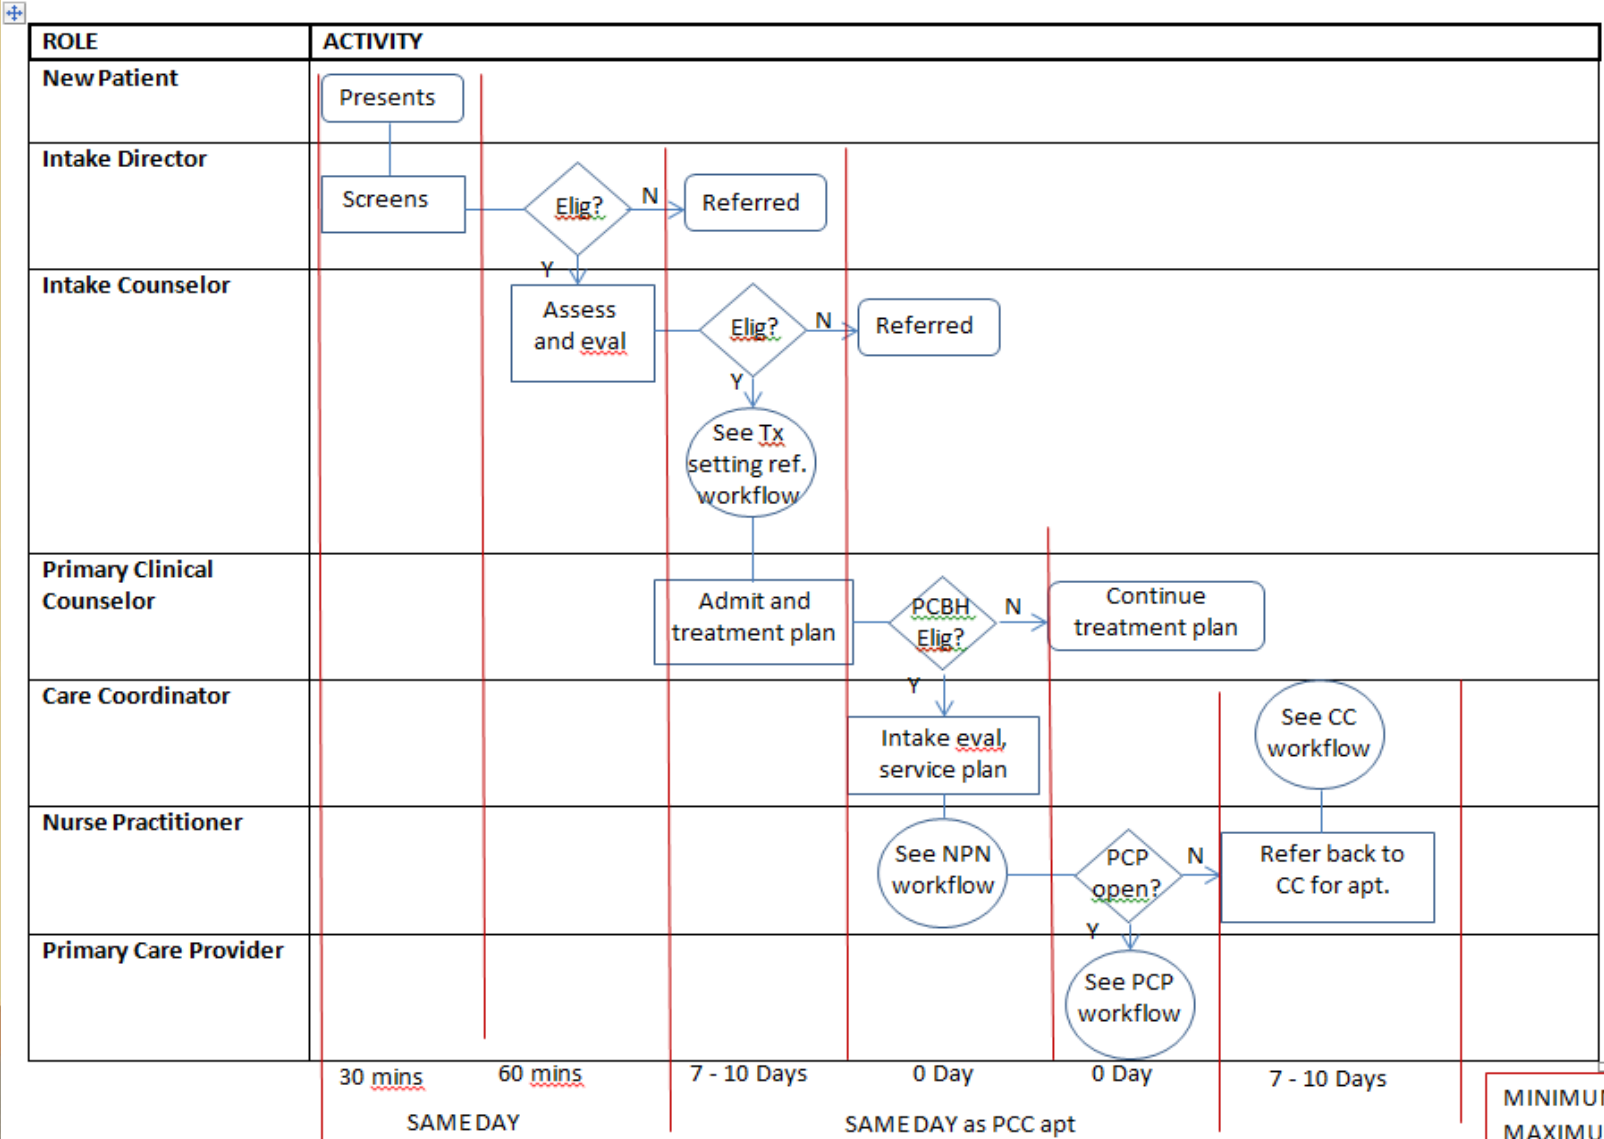 ROLE
ACTIVITY
New Patient
Presents
Intake Director
Screens
Elig?
N
Referred
Y
Intake Counselor
Assess
and eval
Elig?
N
Referred
Y
See Tx
setting ref.
workflow
Primary Clinical
Counselor
Admit and
treatment plan
PCBH
Elig?
N
Continue
treatment plan
Y
Care Coordinator
Intake eval,
service plan
See CC
workflow
Nurse Practitioner
See NPN
workflow
PCP
open?
N
Refer back to
CC for apt.
Y
Primary Care Provider
See PCP
workflow
30 mins
60 mins
7 - 10 Days
0 Day
0 Day
7 - 10 Days
SAME DAY
SAME DAY as PCC apt